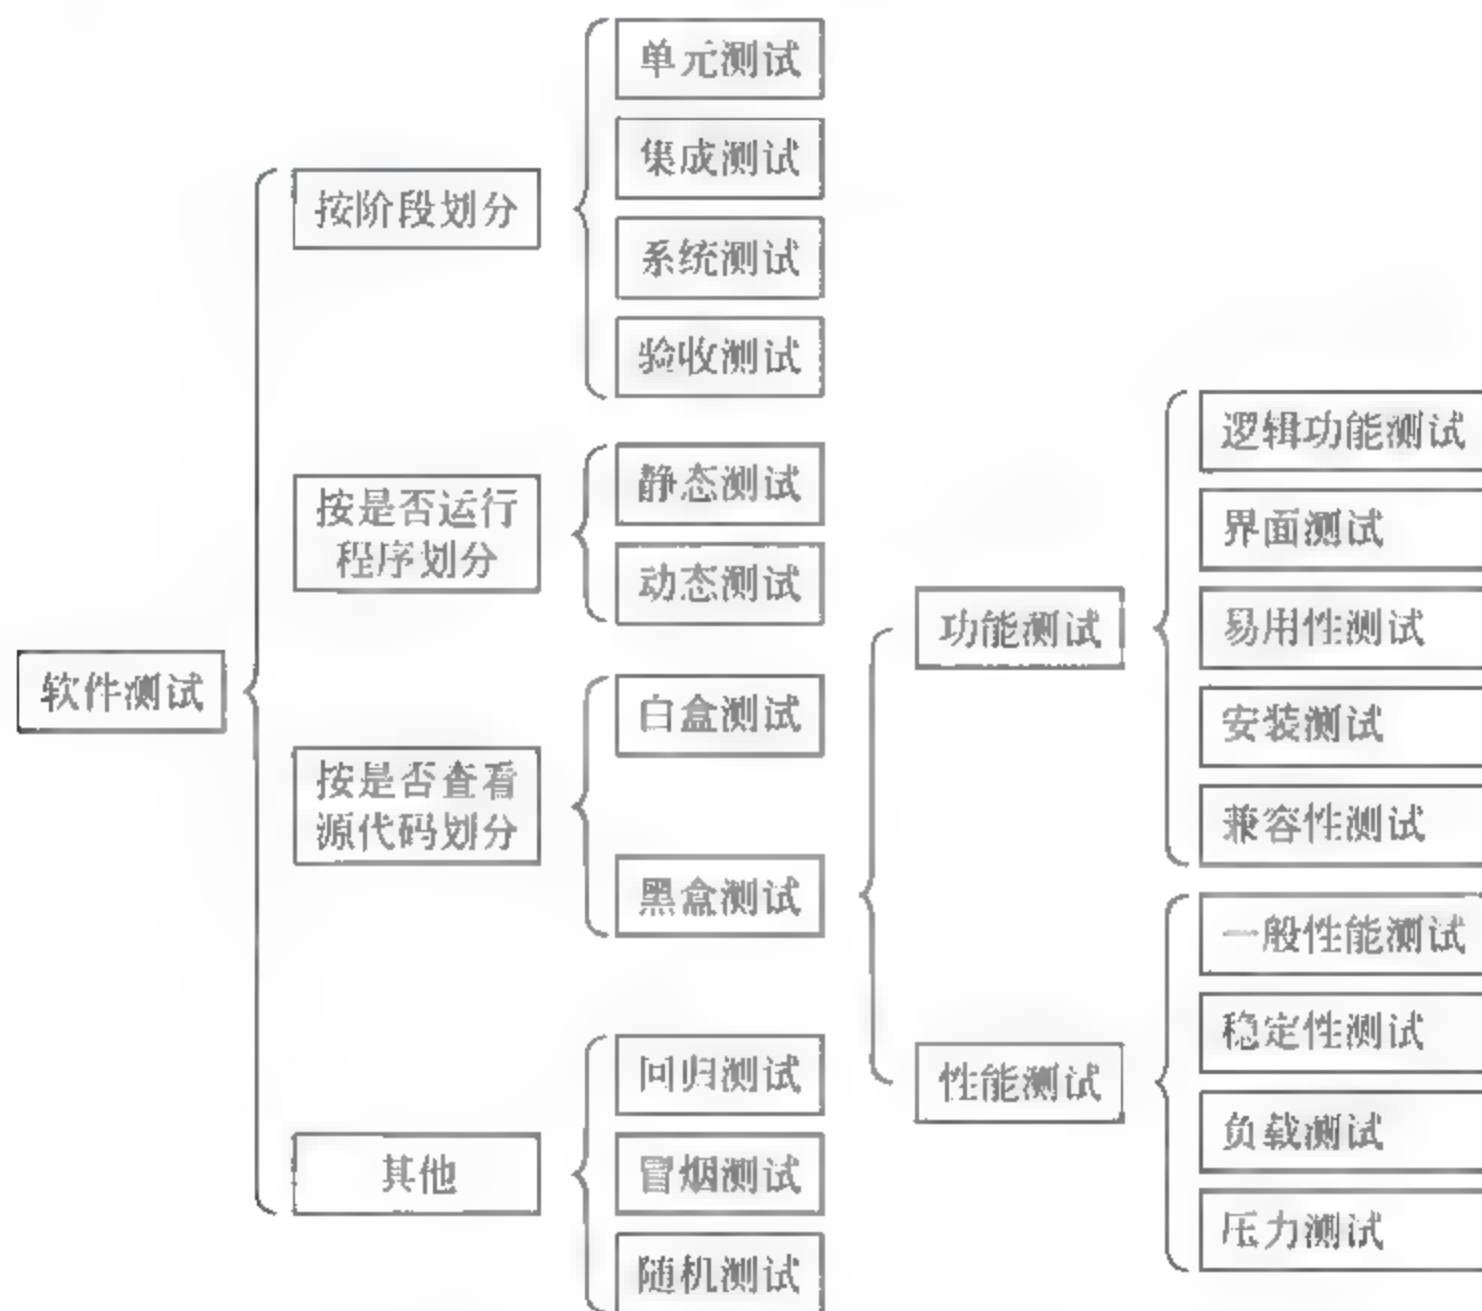 软件测试
按阶段划分
单元测试
集成测试
系统测试
验收测试
按是否运行
程序划分
静态测试
动态测试
按是否查看
源代码划分
白盒测试
黑盒测试
功能测试
逻辑功能测试
界面测试
易用性测试
安装测试
兼容性测试
性能测试
一般性能测试
稳定性测试
负载测试
压力测试
其他
回归测试
冒烟测试
随机测试